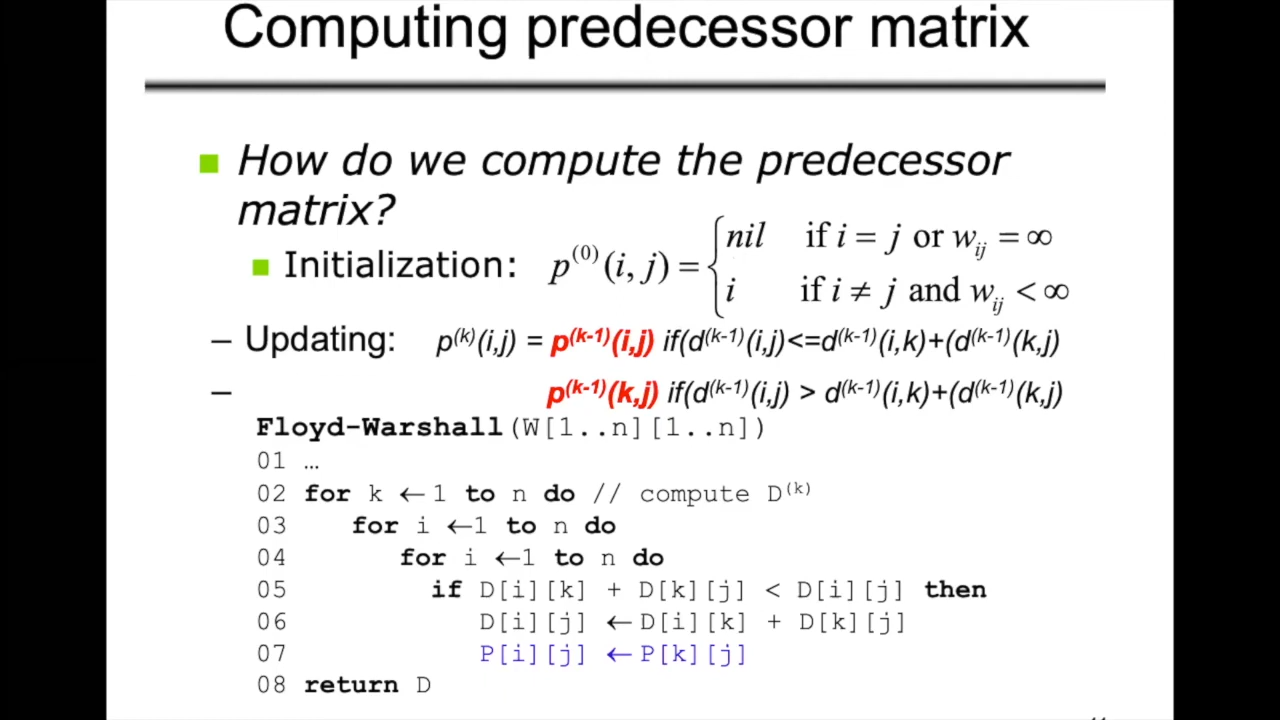 Computing predecessor matrix
How do we compute the predecessor
matrix?
Initialization: p^(0)(i, j) = { nil if i = j or w_ij = ∞
i if i ≠ j and w_ij < ∞
– Updating: p^(k)(i,j) = p^(k-1)(i,j) if(d^(k-1)(i,j)<=d^(k-1)(i,k)+(d^(k-1)(k,j)
– p^(k-1)(k,j) if(d^(k-1)(i,j) > d^(k-1)(i,k)+(d^(k-1)(k,j)
Floyd-Warshall(W[1..n][1..n])
01 …
02 for k ←1 to n do // compute D^(k)
03 for i ←1 to n do
04 for i ←1 to n do
05 if D[i][k] + D[k][j] < D[i][j] then
06 D[i][j] ← D[i][k] + D[k][j]
07 P[i][j] ← P[k][j]
08 return D